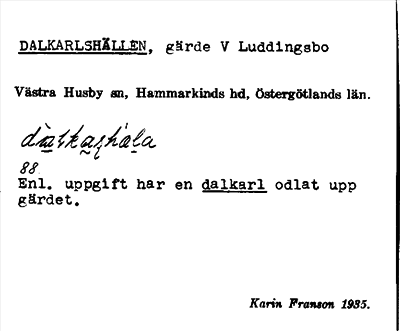 DALKARLSHÄLLEN, gärde V Luddingsbo
Västra Husby sn, Hammarkinds hd, Östergötlands län.
88
Enl. uppgift har en dalkarl odlat upp
gärdet.
Karin Franson 1935.